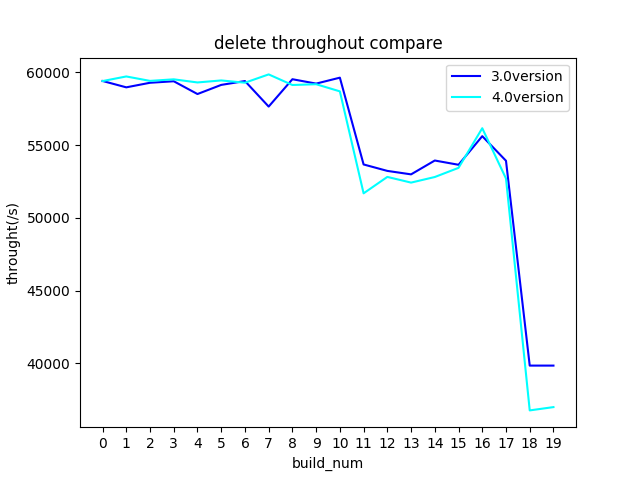 delete throughout compare
3.0version
4.0version
60000
55000
50000
45000
40000
throught(/s)
0 1 2 3 4 5 6 7 8 9 10 11 12 13 14 15 16 17 18 19
build_num